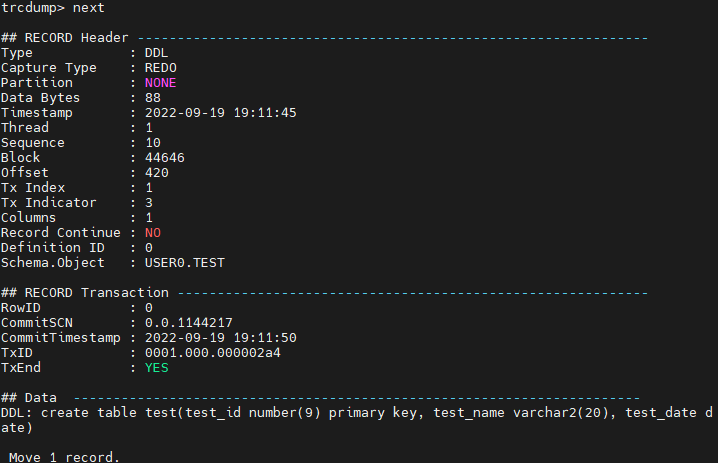 trcdump> next
## RECORD Header ----------------------------------------------------------------
Type            : DDL
Capture Type    : REDO
Partition       : NONE
Data Bytes      : 88
Timestamp       : 2022-09-19 19:11:45
Thread          : 1
Sequence        : 10
Block           : 44646
Offset          : 420
Tx Index        : 1
Tx Indicator    : 3
Columns         : 1
Record Continue : NO
Definition ID   : 0
Schema.Object   : USER0.TEST
## RECORD Transaction -----------------------------------------------------------
RowID           : 0
CommitSCN       : 0.0.1144217
CommitTimestamp : 2022-09-19 19:11:50
TxID            : 0001.000.000002a4
TxEnd           : YES
## Data  -----------------------------------------------------------------------
DDL: create table test(test_id number(9) primary key, test_name varchar2(20), test_date d
ate)
 Move 1 record.